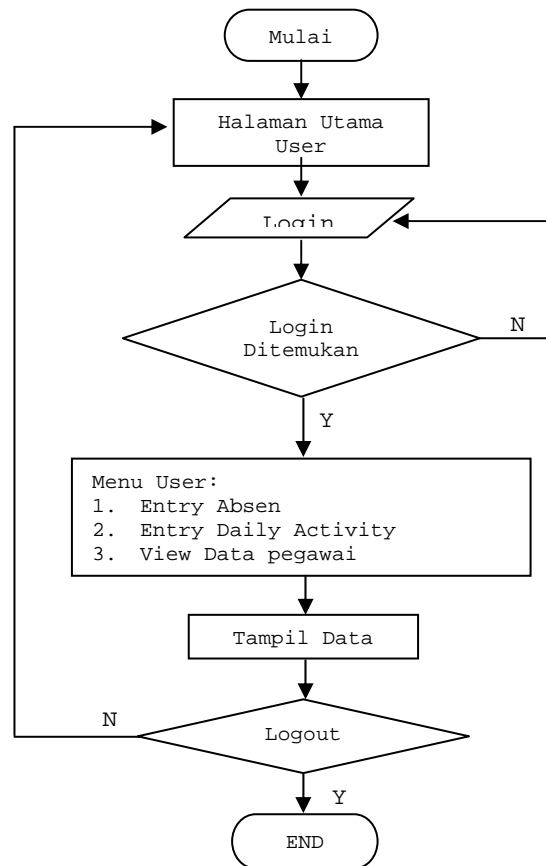 Mulai
Halaman Utama
User
Login
Login
Ditemukan
N
Y
Menu User:
1. Entry Absen
2. Entry Daily Activity
3. View Data pegawai
Tampil Data
N
Logout
Y
END